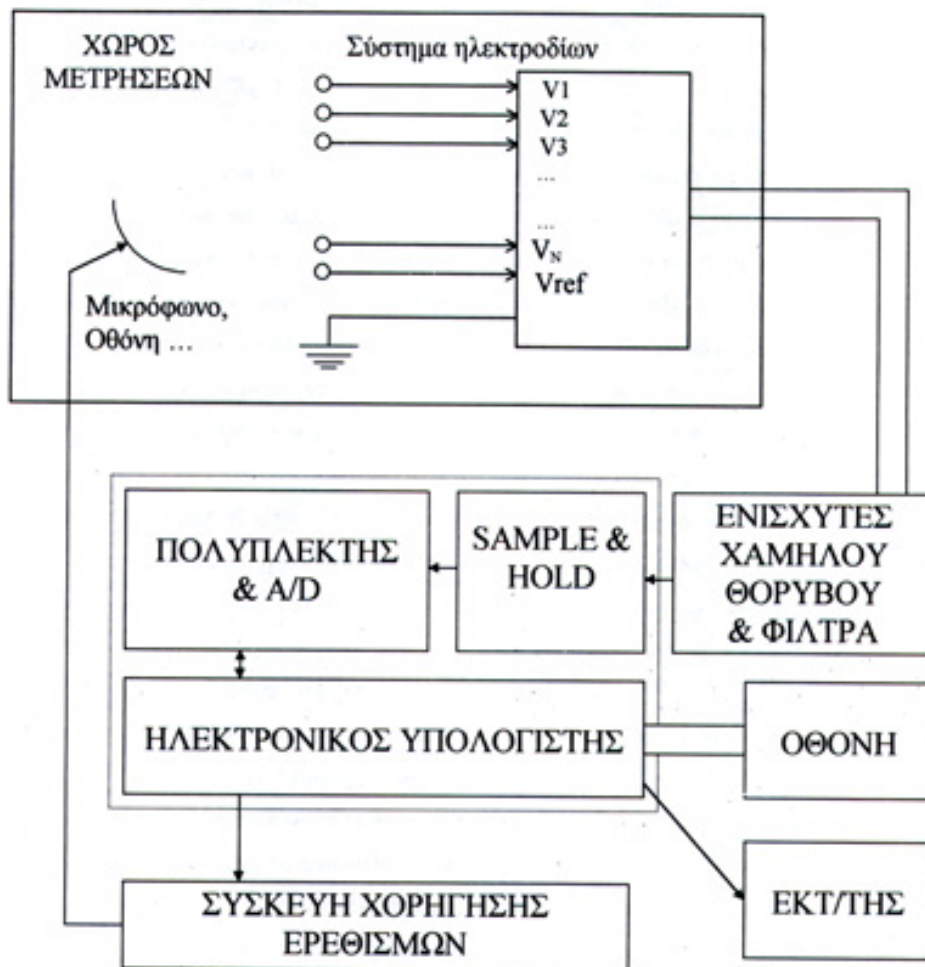 ΧΩΡΟΣ
ΜΕΤΡΗΣΕΩΝ
Σύστημα ηλεκτροδίων
V1
V2
V3
...
...
V_N
Vref
Μικρόφωνο,
Οθόνη ...
ΠΟΛΥΠΛΕΚΤΗΣ
& A/D
SAMPLE &
HOLD
ΕΝΙΣΧΥΤΕΣ
ΧΑΜΗΛΟΥ
ΘΟΡΥΒΟΥ
& ΦΙΛΤΡΑ
ΗΛΕΚΤΡΟΝΙΚΟΣ ΥΠΟΛΟΓΙΣΤΗΣ
ΟΘΟΝΗ
ΣΥΣΚΕΥΗ ΧΟΡΗΓΗΣΗΣ
ΕΡΕΘΙΣΜΩΝ
ΕΚΤ/ΤΗΣ